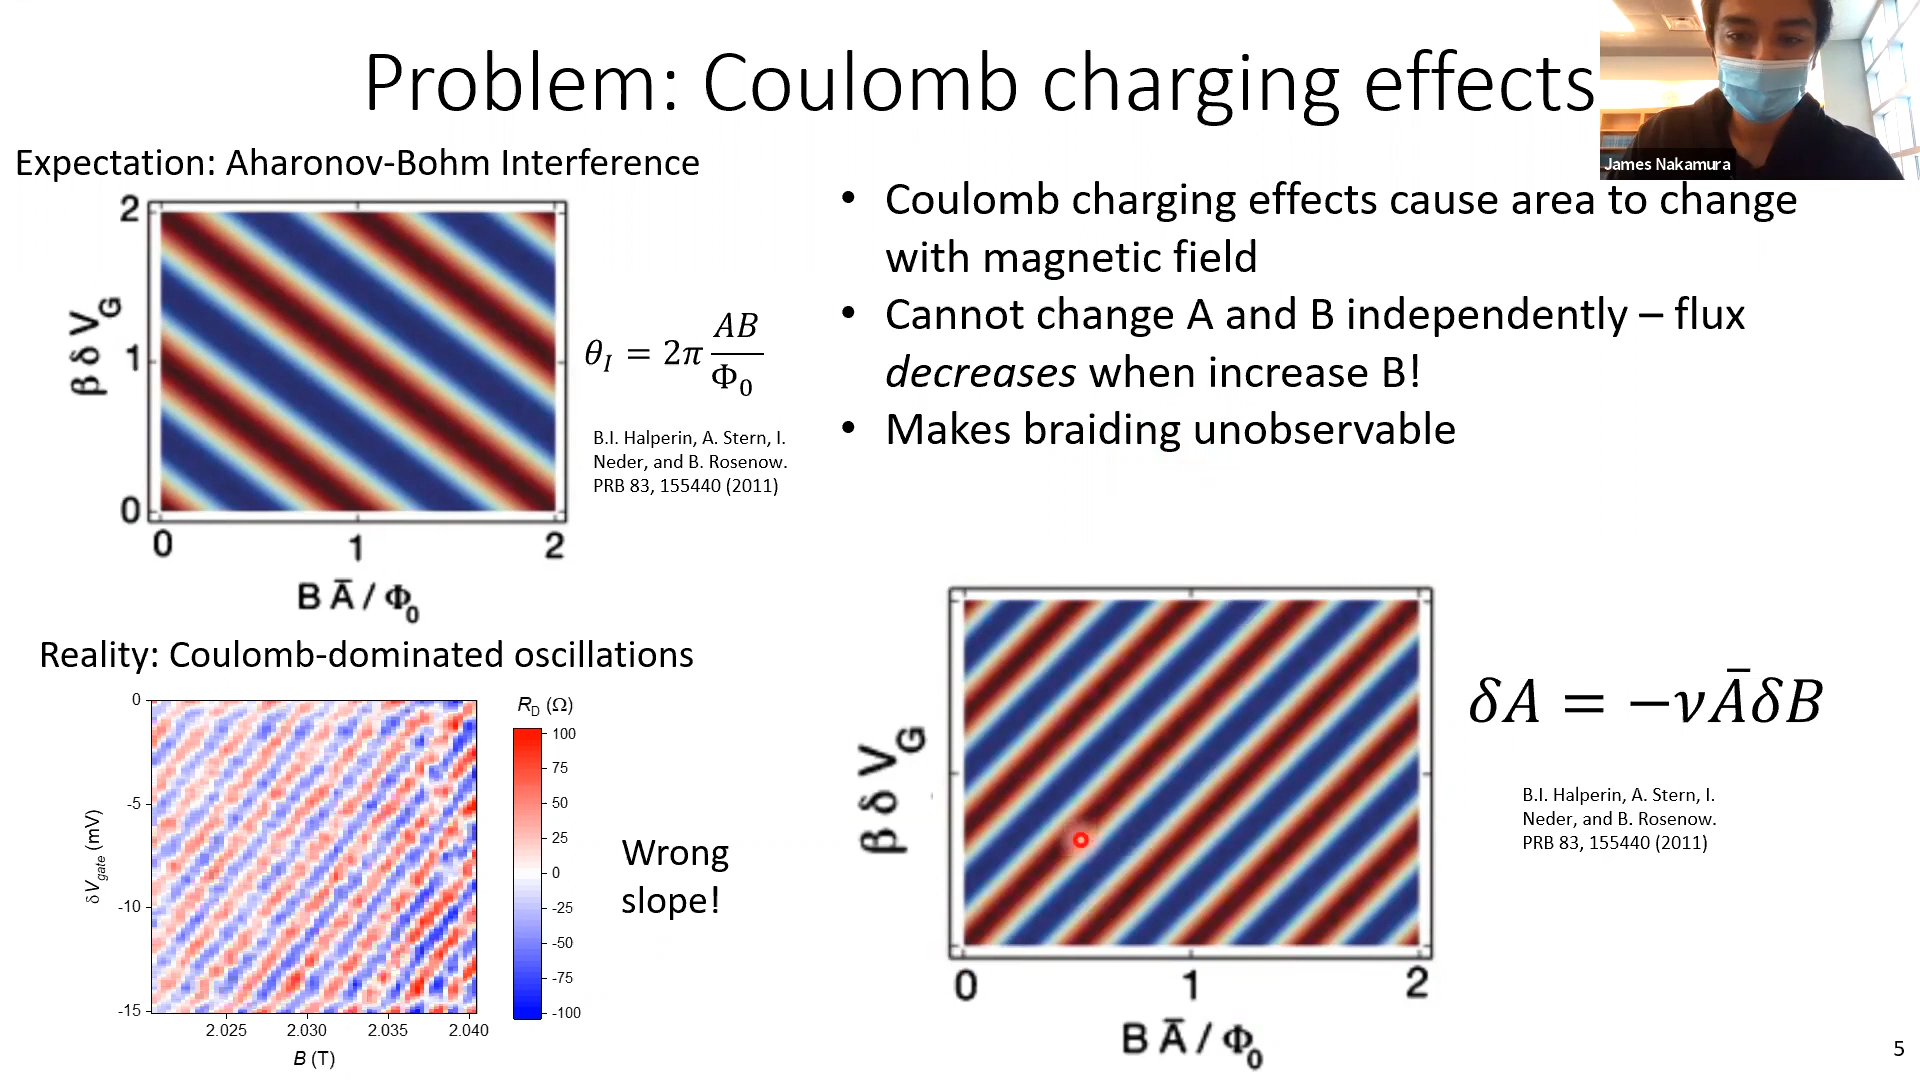 Problem: Coulomb charging effects
James Nakamura
Expectation: Aharonov-Bohm Interference
2
1
0
β δ V_G
0 1 2
B Ā / Φ_0
θ_I = 2π AB/Φ_0
B.I. Halperin, A. Stern, I.
Neder, and B. Rosenow.
PRB 83, 155440 (2011)
• Coulomb charging effects cause area to change
with magnetic field
• Cannot change A and B independently – flux
decreases when increase B!
• Makes braiding unobservable
Reality: Coulomb-dominated oscillations
0
-5
-10
-15
δV_gate (mV)
2.025 2.030 2.035 2.040
B (T)
R_D (Ω)
100
75
50
25
0
-25
-50
-75
-100
Wrong
slope!
β δ V_G
0 1 2
B Ā / Φ_0
δA = −νĀδB
B.I. Halperin, A. Stern, I.
Neder, and B. Rosenow.
PRB 83, 155440 (2011)
5